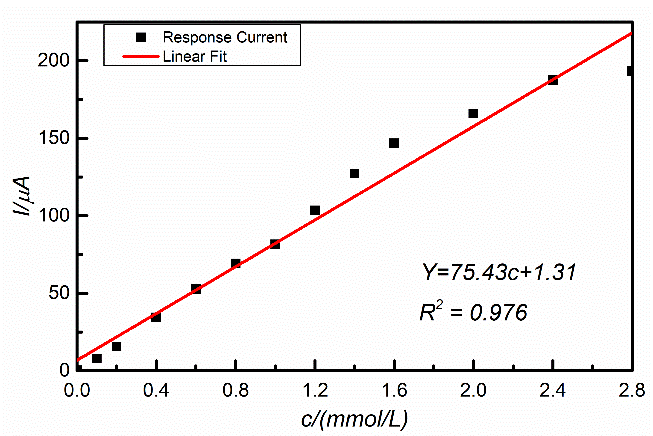 Response Current
Linear Fit
200
150
100
50
0
I/μA
Y=75.43c+1.31
R² = 0.976
0.0 0.4 0.8 1.2 1.6 2.0 2.4 2.8
c/(mmol/L)